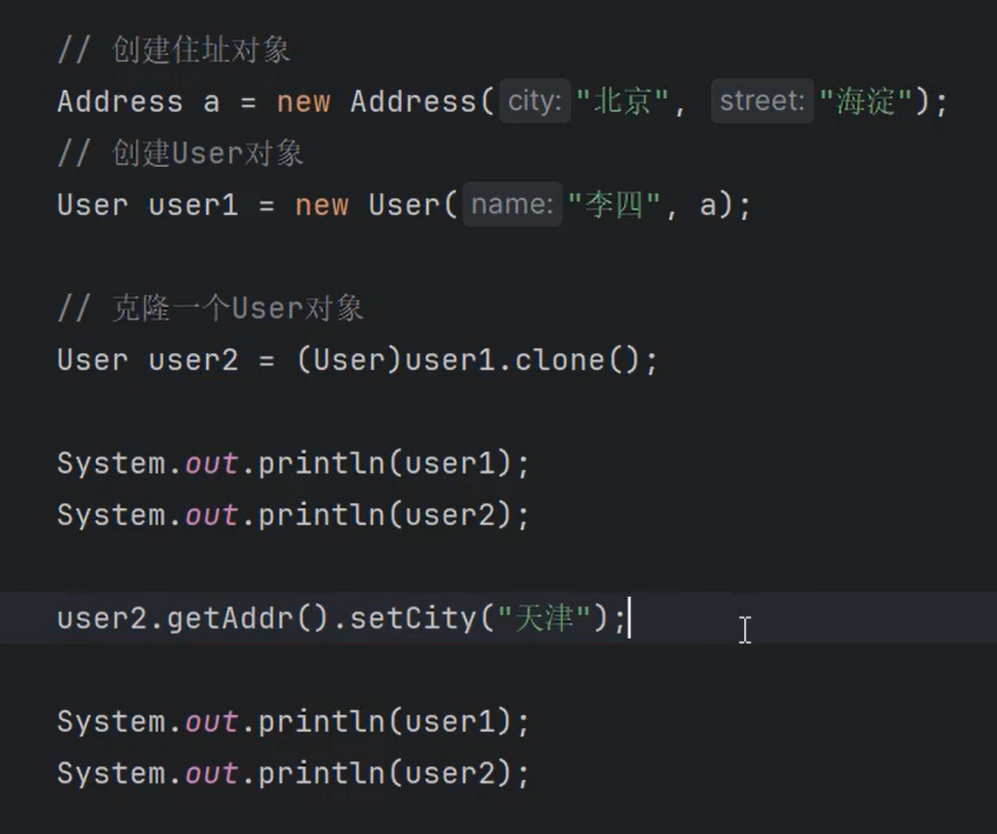 // 创建住址对象
Address a = new Address( city: "北京", street: "海淀");
// 创建User对象
User user1 = new User( name: "李四", a);
// 克隆一个User对象
User user2 = (User)user1.clone();
System.out.println(user1);
System.out.println(user2);
user2.getAddr().setCity("天津");
System.out.println(user1);
System.out.println(user2);